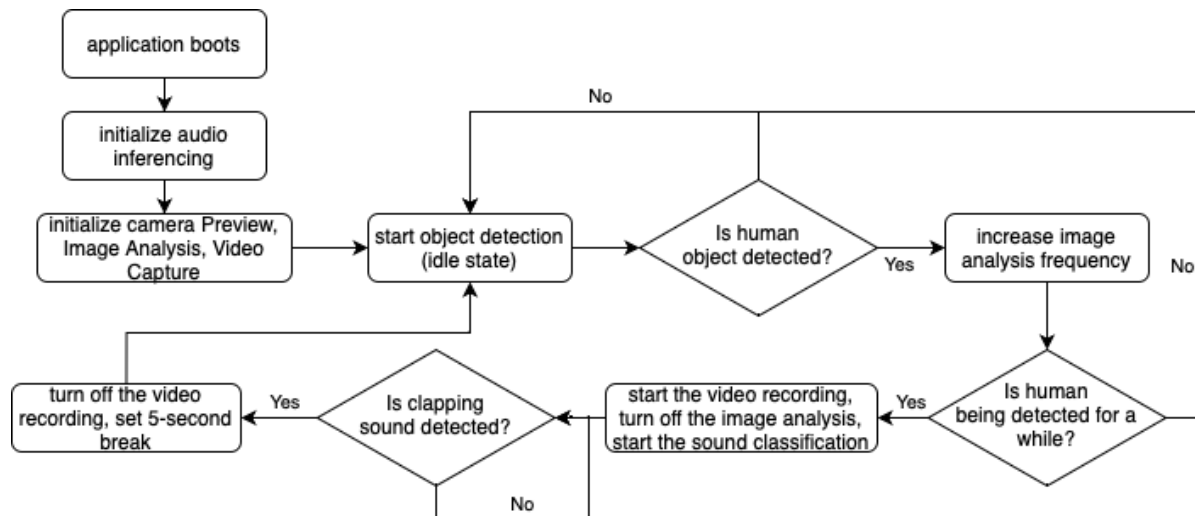 application boots
No
initialize audio
inferencing
initialize camera Preview,
Image Analysis, Video
Capture
start object detection
(idle state)
Is human
object detected?
Yes
increase image
analysis frequency
No
turn off the video
recording, set 5-second
break
Yes
Is clapping
sound detected?
start the video recording,
turn off the image analysis,
start the sound classification
Yes
Is human
being detected for a
while?
No